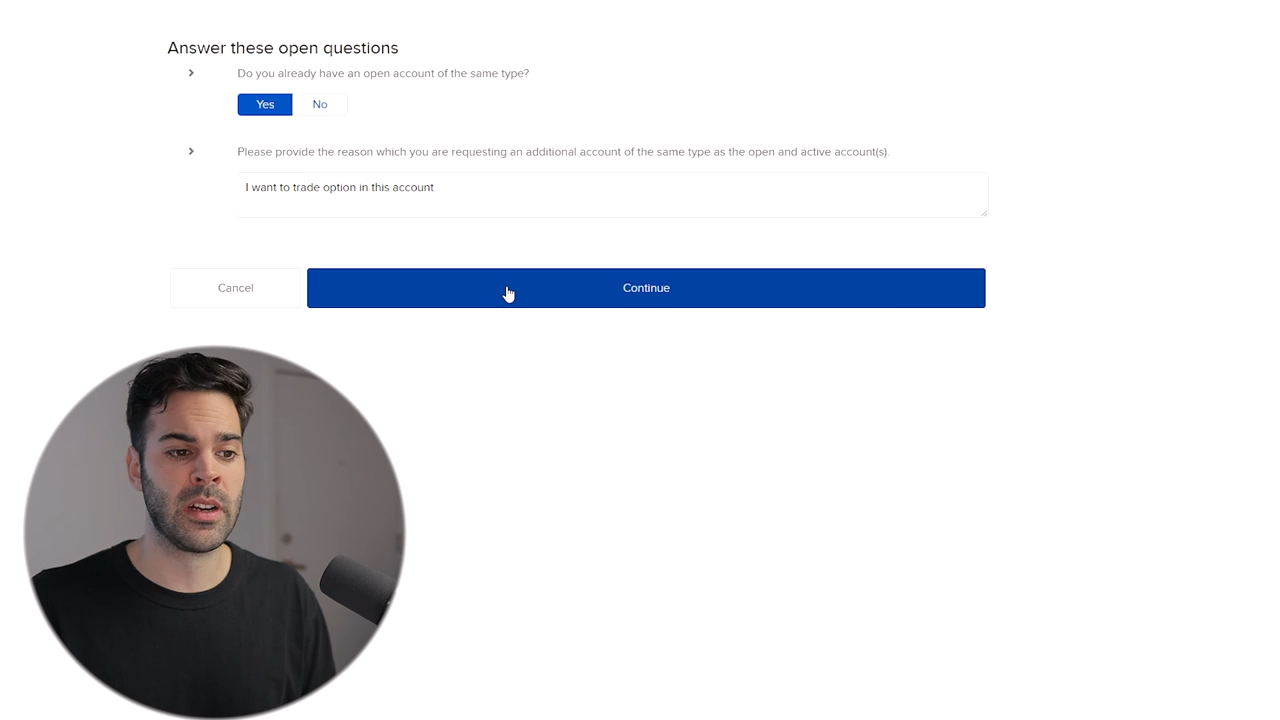 Answer these open questions
Do you already have an open account of the same type?
Yes No
Please provide the reason which you are requesting an additional account of the same type as the open and active account(s).
I want to trade option in this account
Cancel Continue